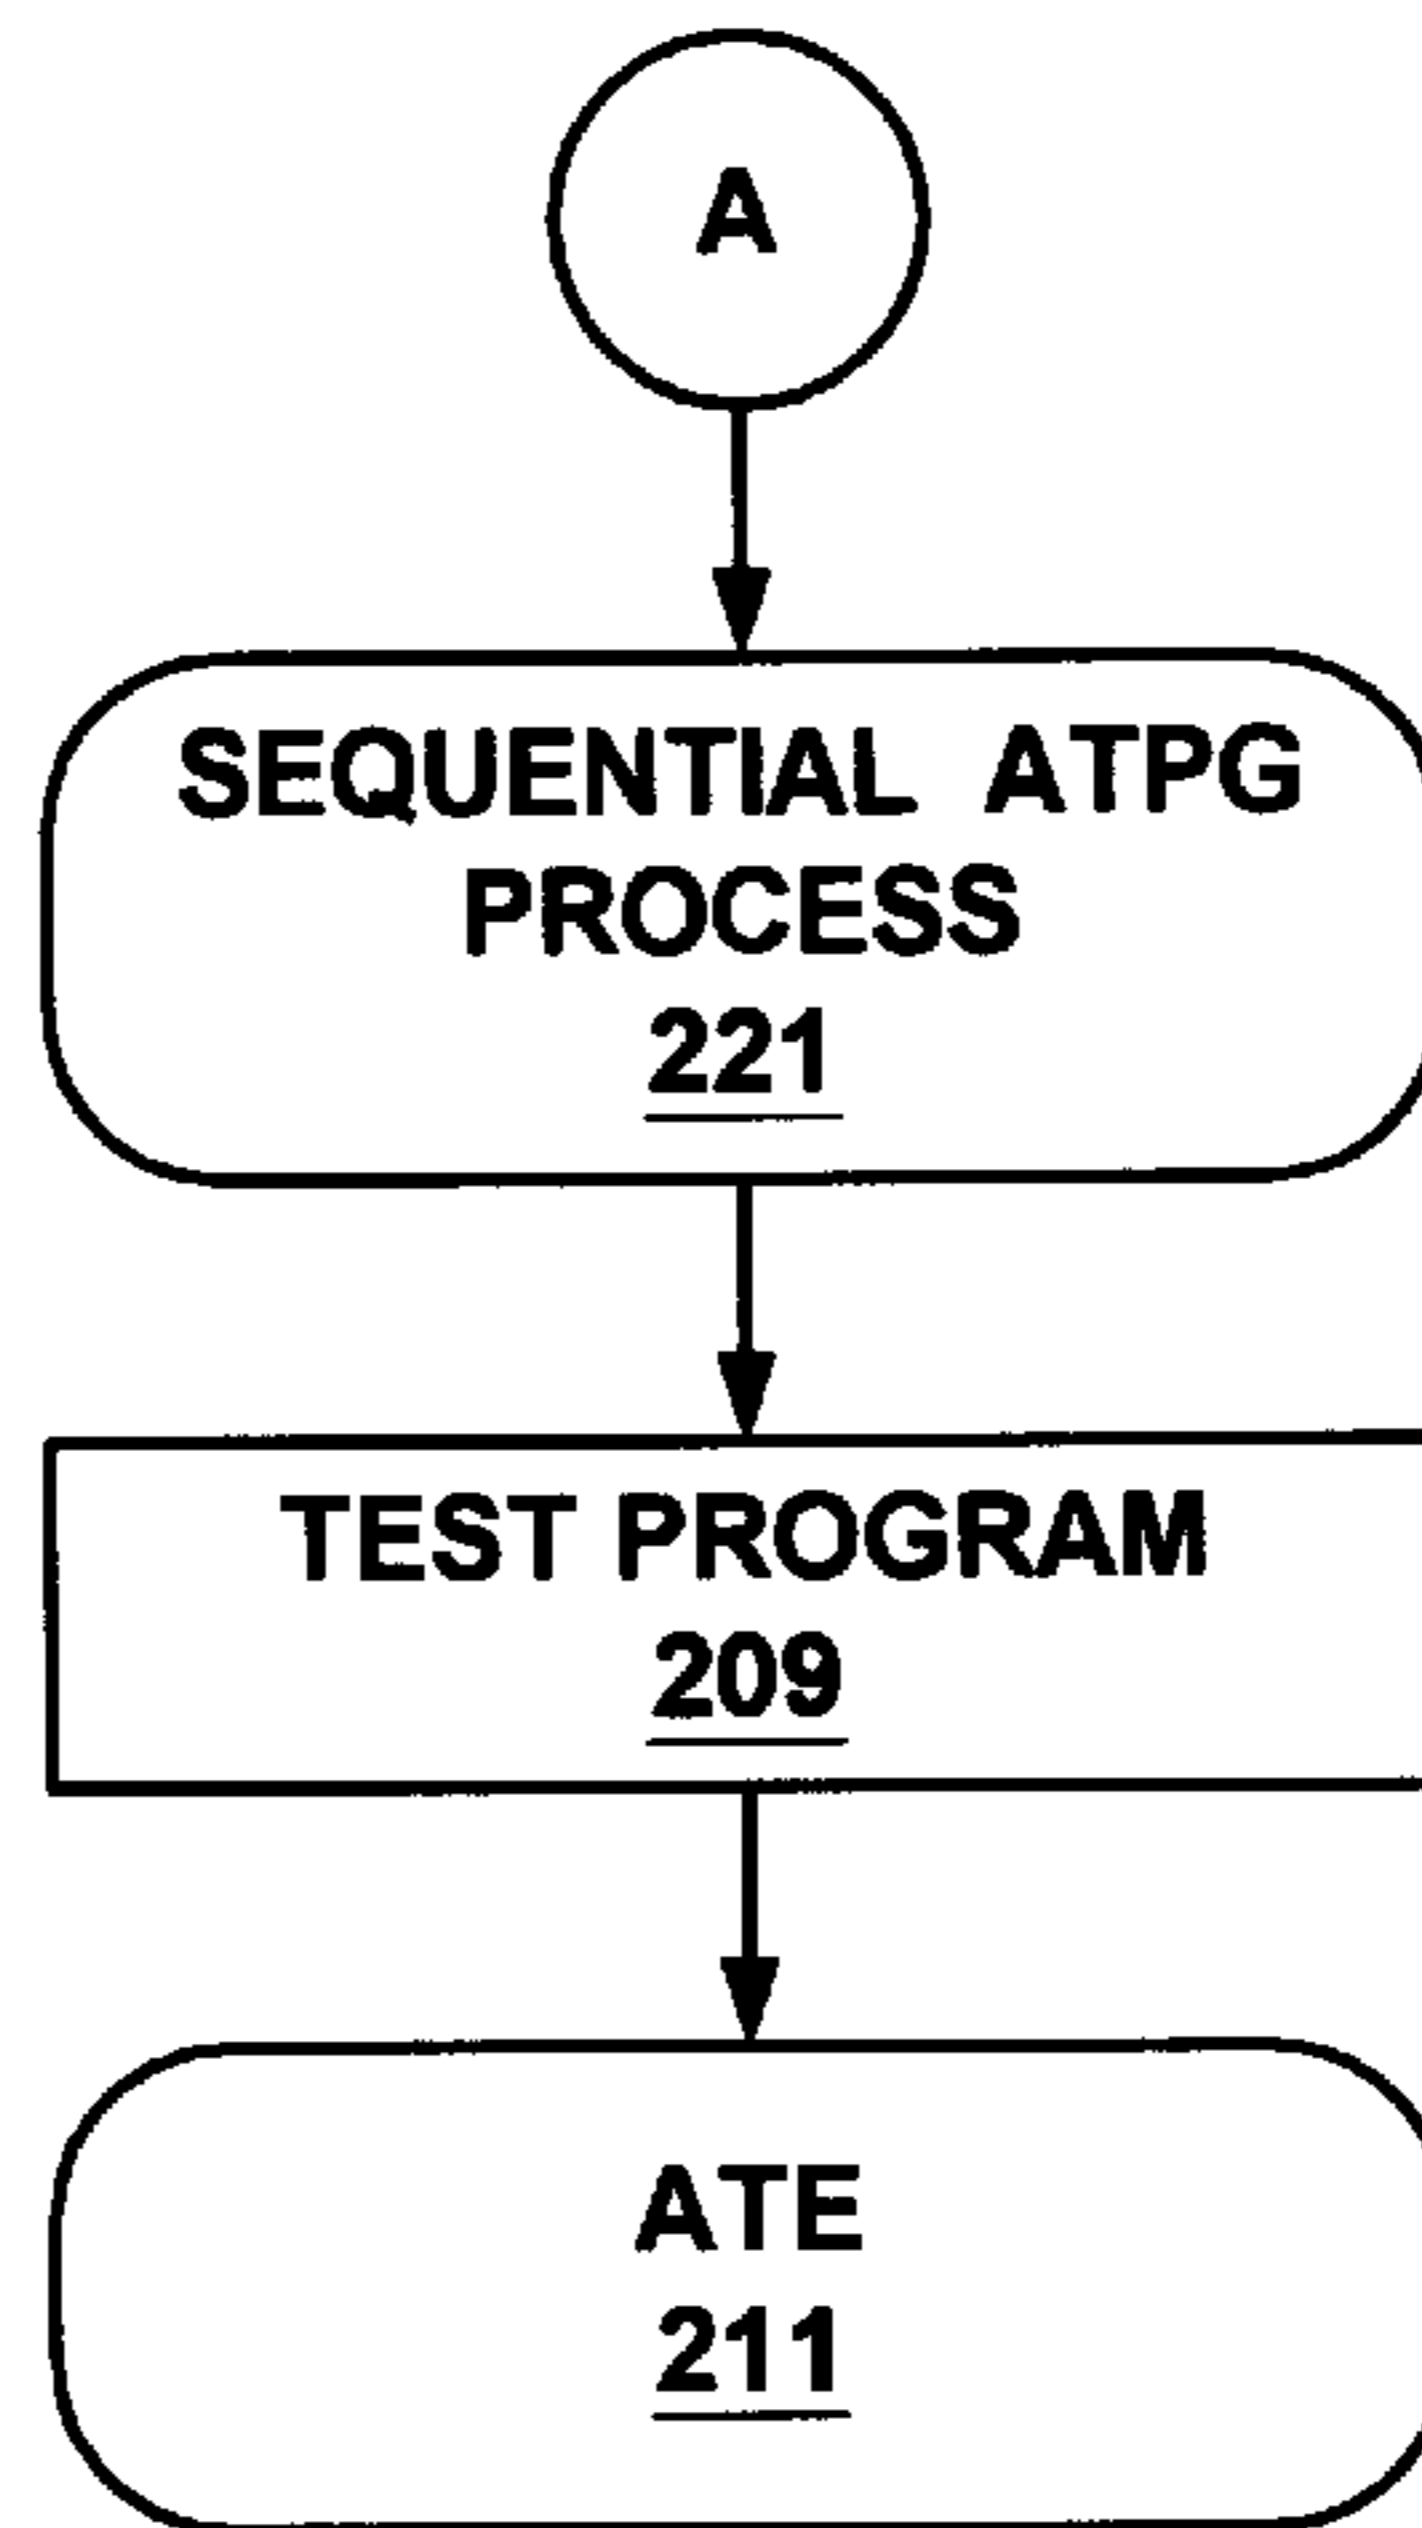 A
SEQUENTIAL ATPG
PROCESS
221
TEST PROGRAM
209
ATE
211